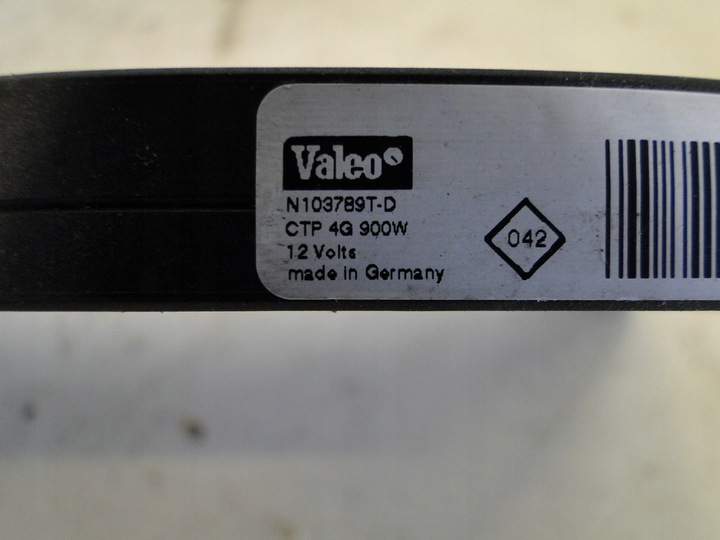 Valeo
N103789T-D
CTP 4G 900W
12 Volts
made in Germany
042